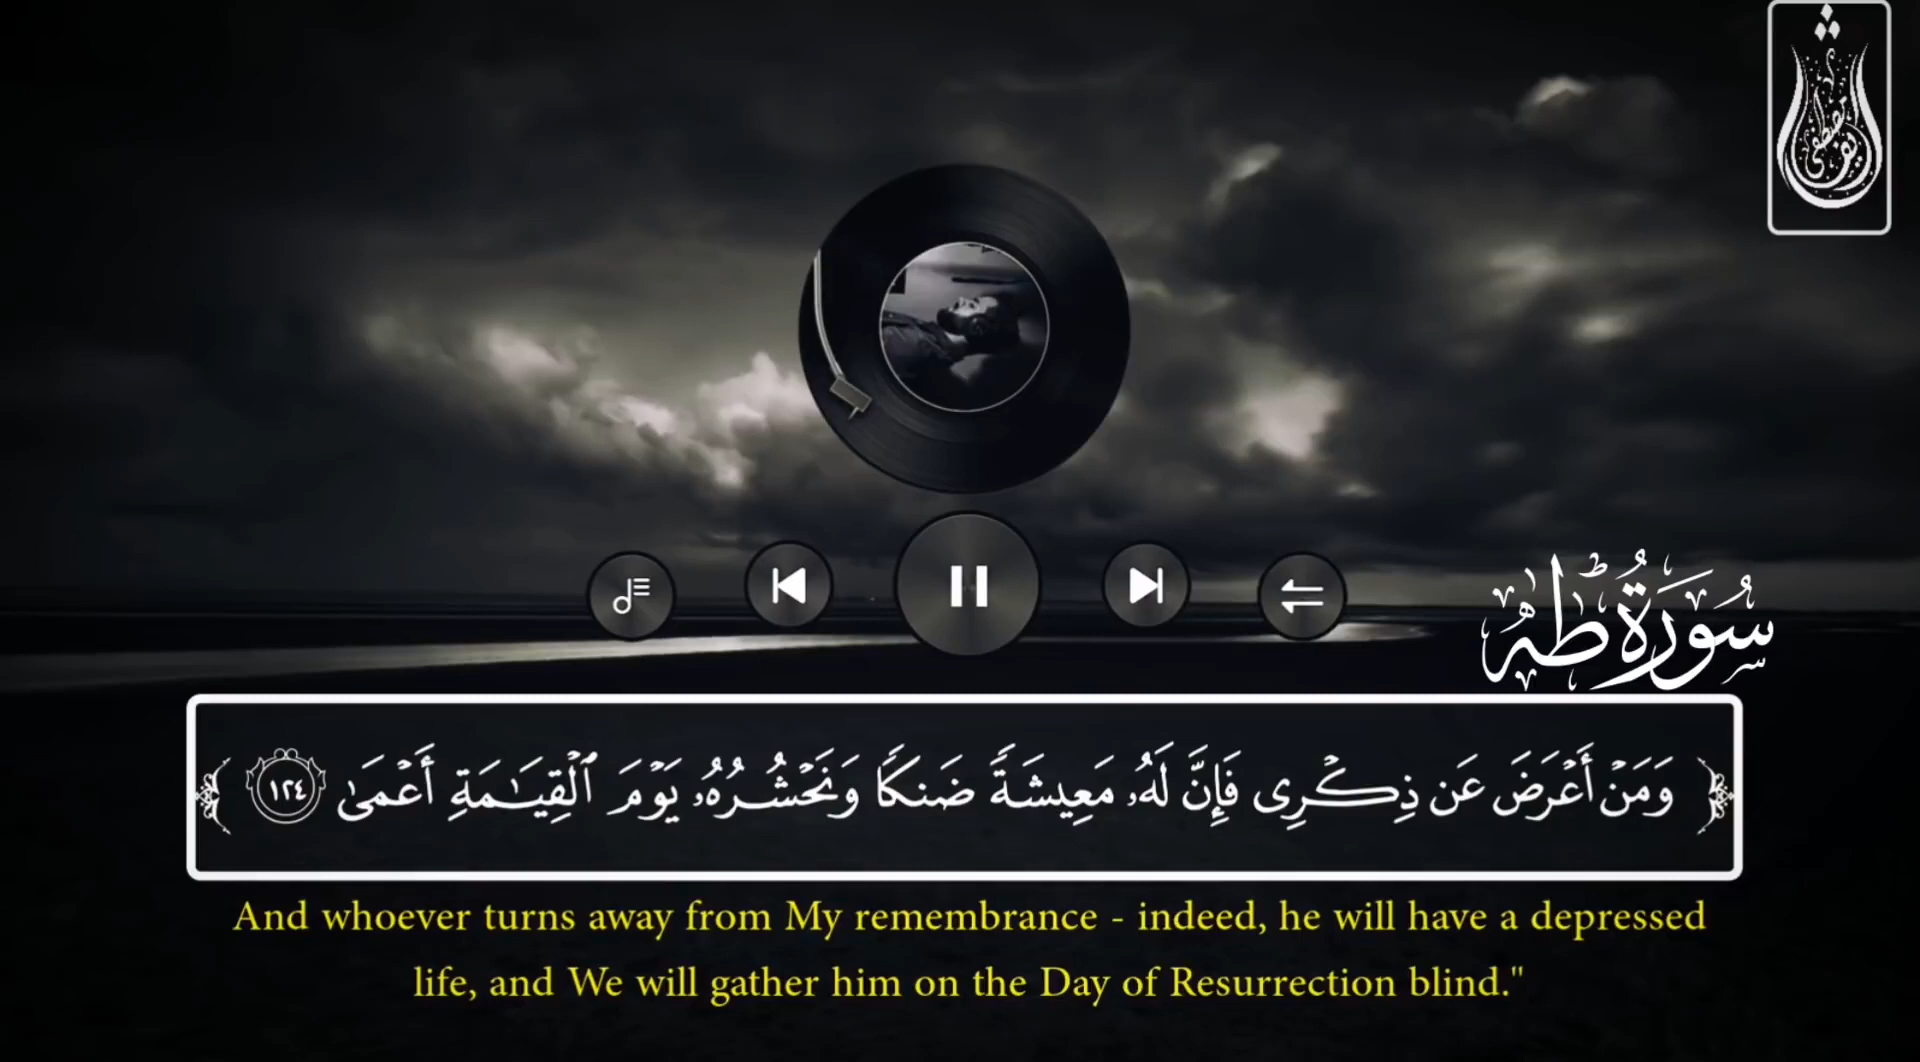 سُورَةُ طه
وَمَنْ أَعْرَضَ عَن ذِكْرِى فَإِنَّ لَهُۥ مَعِيشَةً ضَنكًا وَنَحْشُرُهُۥ يَوْمَ ٱلْقِيَـٰمَةِ أَعْمَىٰ ١٢٤
And whoever turns away from My remembrance - indeed, he will have a depressed
life, and We will gather him on the Day of Resurrection blind."